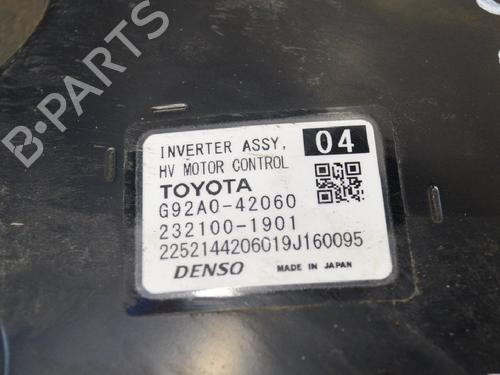 B-PARTS
INVERTER ASSY, 04
HV MOTOR CONTROL
TOYOTA
G92A0-42060
232100-1901
2252144206019J160095
DENSO MADE IN JAPAN